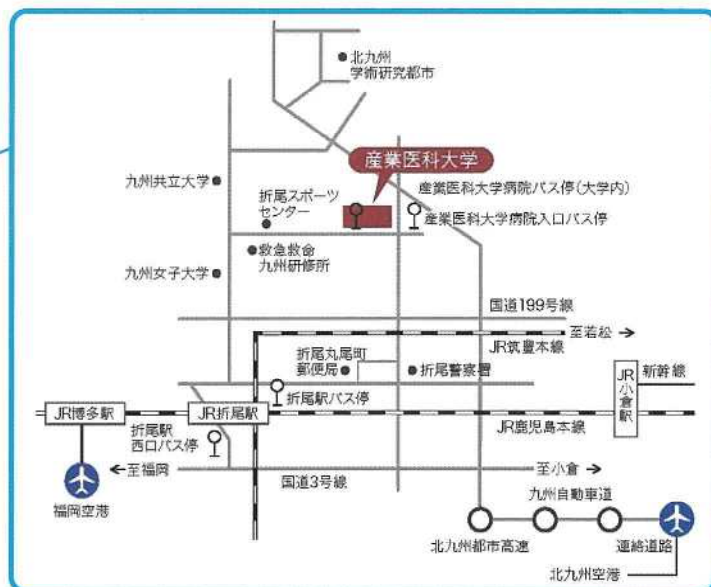 北九州
学術研究都市
産業医科大学
九州共立大学
折尾スポーツ
センター
産業医科大学病院バス停(大学内)
産業医科大学病院入口バス停
救急救命
九州研修所
九州女子大学
国道199号線
至若松
JR筑豊本線
折尾丸尾町
郵便局
折尾警察署
JR
小倉
駅
新幹線
折尾駅バス停
JR博多駅
JR折尾駅
折尾駅
西口バス停
JR鹿児島本線
至福岡
至小倉
国道3号線
福岡空港
九州自動車道
北九州都市高速
連絡道路
北九州空港